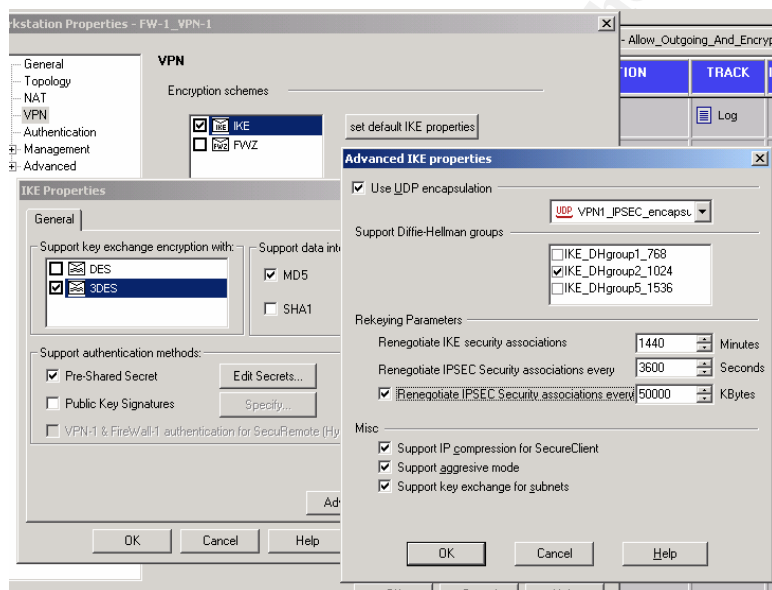 rkstation Properties - FW-1_VPN-1
- Allow_Outgoing_And_Encryp
General
Topology
NAT
VPN
Authentication
Management
Advanced
VPN
Encryption schemes
IKE IKE
FWZ FWZ
set default IKE properties
TION
TRACK
Log
IKE Properties
General
Support key exchange encryption with:
DES
3DES
Support data inte
MD5
SHA1
Support authentication methods:
Pre-Shared Secret
Edit Secrets...
Public Key Signatures
Specify...
VPN-1 & FireWall-1 authentication for SecuRemote (Hy
Adv
OK
Cancel
Help
Advanced IKE properties
Use UDP encapsulation
UDP VPN1_IPSEC_encapsu
Support Diffie-Hellman groups
IKE_DHgroup1_768
IKE_DHgroup2_1024
IKE_DHgroup5_1536
Rekeying Parameters
Renegotiate IKE security associations 1440 Minutes
Renegotiate IPSEC Security associations every 3600 Seconds
Renegotiate IPSEC Security associations every 50000 KBytes
Misc
Support IP compression for SecureClient
Support aggresive mode
Support key exchange for subnets
OK
Cancel
Help